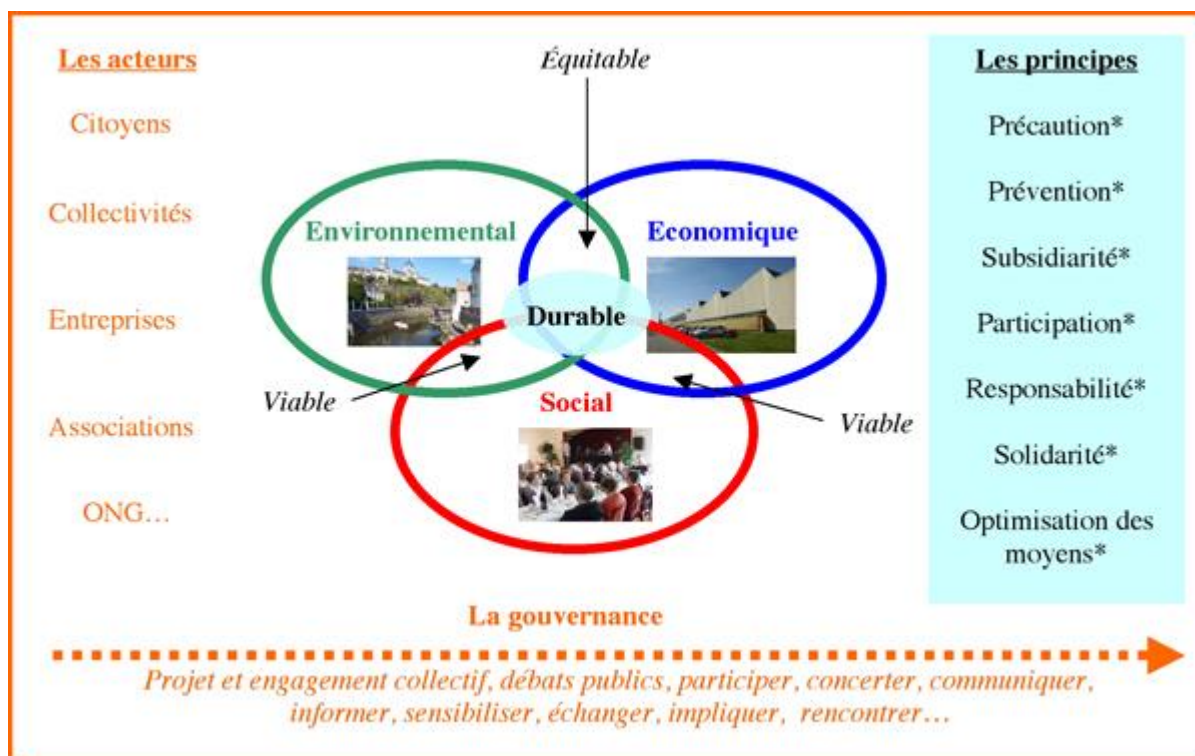 Les acteurs
Citoyens
Collectivités
Entreprises
Associations
ONG…
Équitable
Environnemental
Economique
Durable
Viable
Social
Viable
Les principes
Précaution*
Prévention*
Subsidiarité*
Participation*
Responsabilité*
Solidarité*
Optimisation des
moyens*
La gouvernance
Projet et engagement collectif, débats publics, participer, concerter, communiquer,
informer, sensibiliser, échanger, impliquer, rencontrer…